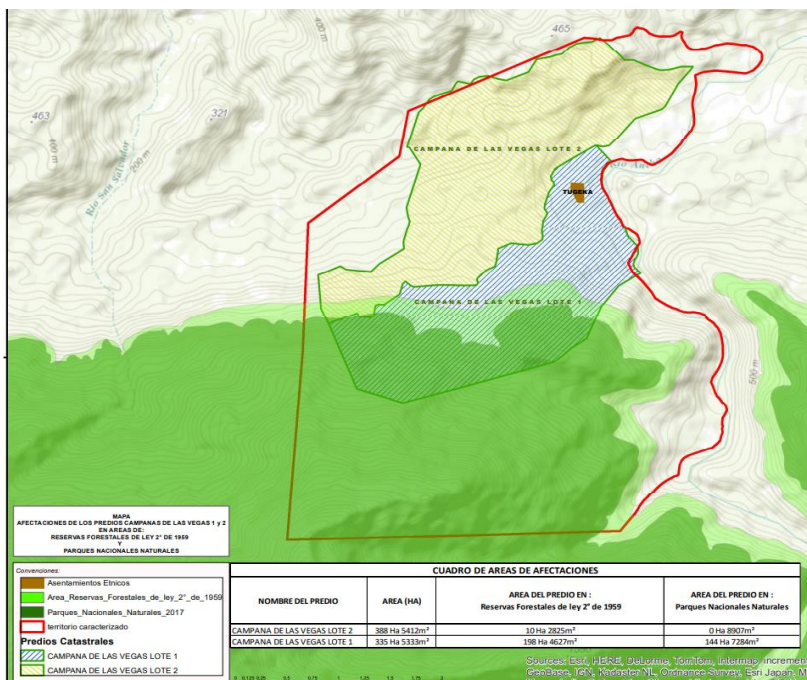 465
400 m
463
321
400 m
200 m
Río San Salvador
CAMPANA DE LAS VEGAS LOTE 2
TUGEKA
CAMPANA DE LAS VEGAS LOTE 1
500 m
MAPA
AFECTACIONES DE LOS PREDIOS CAMPANAS DE LAS VEGAS 1 y 2
EN AREAS DE:
RESERVAS FORESTALES DE LEY 2° DE 1959
Y
PARQUES NACIONALES NATURALES
Convenciones:
Asentamientos Etnicos
Area_Reservas_Forestales_de_ley_2°_de_1959
Parques_Nacionales_Naturales_2017
territorio caracterizado
Predios Catastrales
CAMPANA DE LAS VEGAS LOTE 1
CAMPANA DE LAS VEGAS LOTE 2
CUADRO DE AREAS DE AFECTACIONES
NOMBRE DEL PREDIO AREA (HA) AREA DEL PREDIO EN : Reservas Forestales de ley 2° de 1959 AREA DEL PREDIO EN : Parques Nacionales Naturales
CAMPANA DE LAS VEGAS LOTE 2 388 Ha 5412m² 10 Ha 2825m² 0 Ha 8907m²
CAMPANA DE LAS VEGAS LOTE 1 335 Ha 5333m² 198 Ha 4627m² 144 Ha 7284m²
Sources: Esri, HERE, DeLorme, TomTom, Intermap, increment
GeoBase, IGN, Kadaster NL, Ordnance Survey, Esri Japan, M